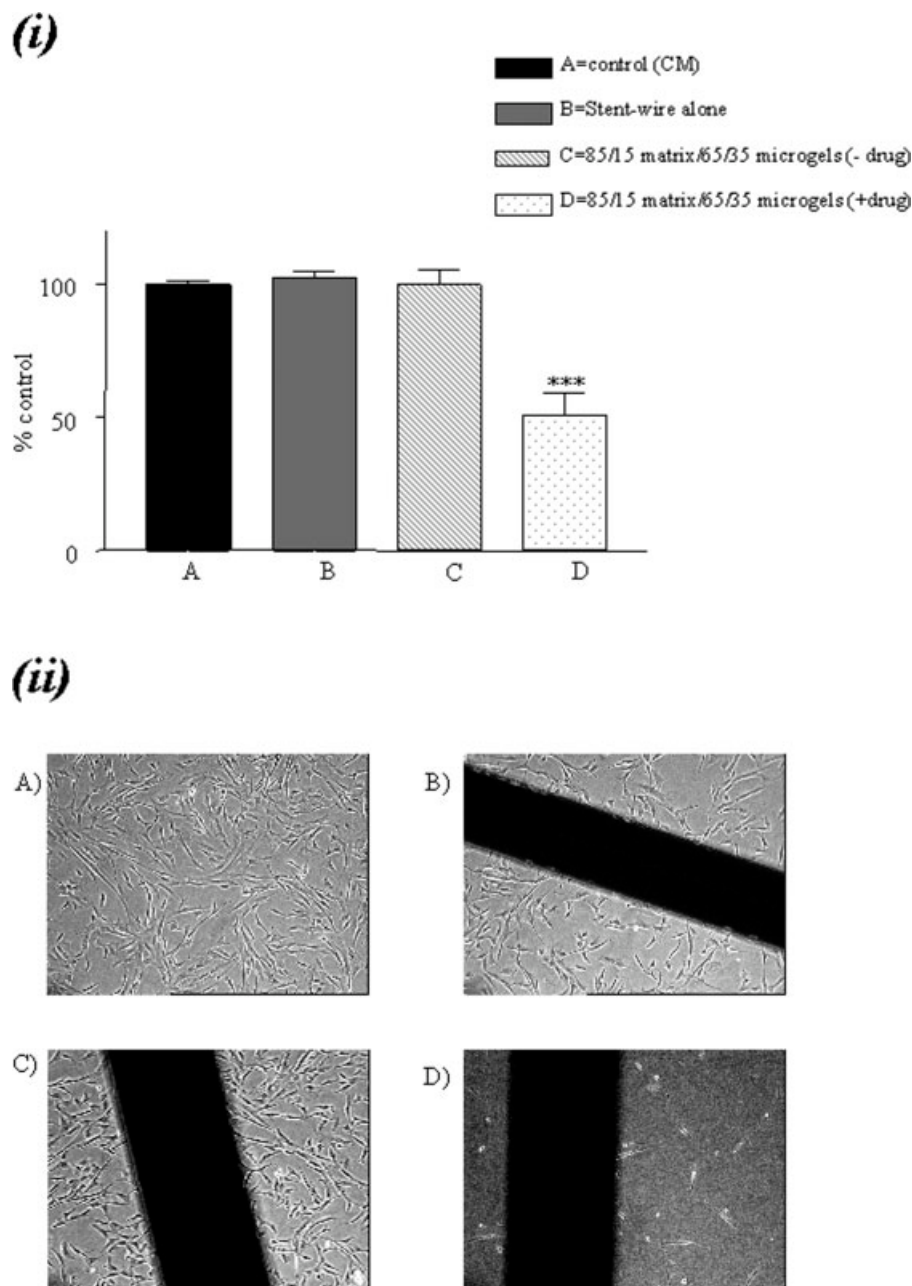 (i)
A=control (CM)
B=Stent-wire alone
C=85/15 matrix/65/35 microgels (- drug)
D=85/15 matrix/65/35 microgels (+drug)
% control
100
50
0
***
A B C D
(ii)
A) B)
C) D)